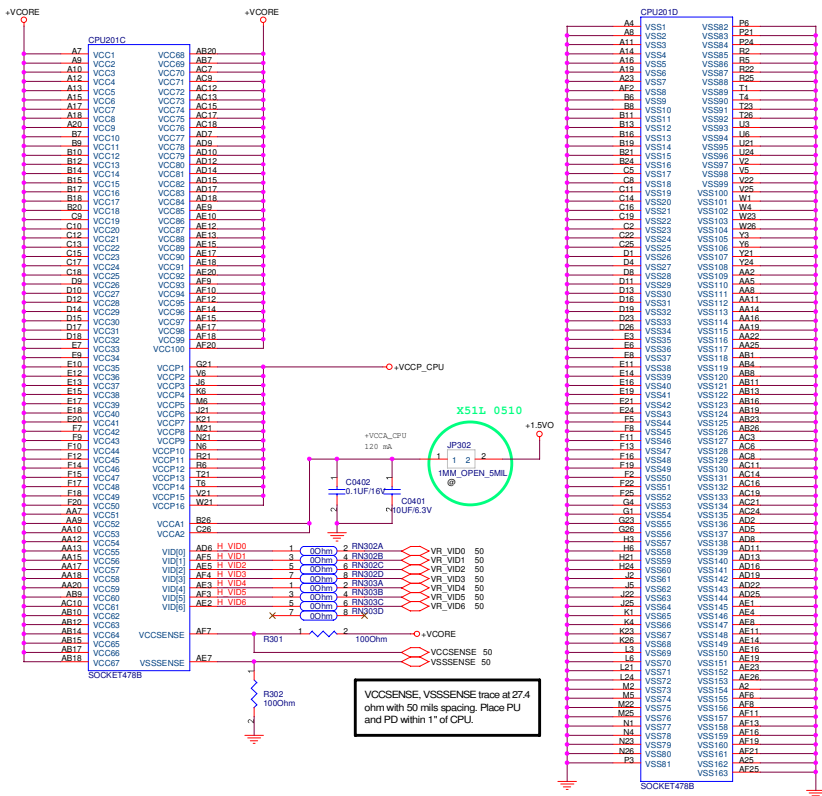 +VCORE
+VCORE
CPU201C
A7 VCC1 VCC68 AB20
A9 VCC2 VCC69 AB7
A10 VCC3 VCC70 AC7
A12 VCC4 VCC71 AC9
A13 VCC5 VCC72 AC12
A15 VCC6 VCC73 AC13
A17 VCC7 VCC74 AC15
A18 VCC8 VCC75 AC17
A20 VCC9 VCC76 AC18
B7 VCC10 VCC77 AD7
B9 VCC11 VCC78 AD9
B10 VCC12 VCC79 AD10
B12 VCC13 VCC80 AD12
B14 VCC14 VCC81 AD14
B15 VCC15 VCC82 AD15
B17 VCC16 VCC83 AD17
B18 VCC17 VCC84 AD18
B20 VCC18 VCC85 AE9
C9 VCC19 VCC86 AE10
C10 VCC20 VCC87 AE12
C12 VCC21 VCC88 AE13
C13 VCC22 VCC89 AE15
C15 VCC23 VCC90 AE17
C17 VCC24 VCC91 AE18
C18 VCC25 VCC92 AE20
D9 VCC26 VCC93 AF9
D10 VCC27 VCC94 AF10
D12 VCC28 VCC95 AF12
D14 VCC29 VCC96 AF14
D15 VCC30 VCC97 AF15
D17 VCC31 VCC98 AF17
D18 VCC32 VCC99 AF18
E7 VCC33 VCC100 AF20
E9 VCC34
E10 VCC35 VCCP1 G21 +VCCP_CPU
E12 VCC36 VCCP2 V6
E13 VCC37 VCCP3 J6
E15 VCC38 VCCP4 K6
E17 VCC39 VCCP5 M6
E18 VCC40 VCCP6 J21
E20 VCC41 VCCP7 K21
F7 VCC42 VCCP8 M21
F9 VCC43 VCCP9 N21
F10 VCC44 VCCP10 N6
F12 VCC45 VCCP11 R21
F14 VCC46 VCCP12 R6
F15 VCC47 VCCP13 T21
F17 VCC48 VCCP14 T6
F18 VCC49 VCCP15 V21
F20 VCC50 VCCP16 W21
AA7 VCC51
AA9 VCC52 VCCA1 B26
AA10 VCC53 VCCA2 C26
AA12 VCC54
AA13 VCC55 VID[0] AD6 H_VID0 1 0Ohm 2 RN302A VR_VID0 50
AA15 VCC56 VID[1] AF5 H_VID1 3 0Ohm 4 RN302B VR_VID1 50
AA17 VCC57 VID[2] AE5 H_VID2 5 0Ohm 6 RN302C VR_VID2 50
AA18 VCC58 VID[3] AF4 H_VID3 7 0Ohm 8 RN302D VR_VID3 50
AA20 VCC59 VID[4] AE3 H_VID4 1 0Ohm 2 RN303A VR_VID4 50
AB9 VCC60 VID[5] AF3 H_VID5 3 0Ohm 4 RN303B VR_VID5 50
AC10 VCC61 VID[6] AE2 H_VID6 5 0Ohm 6 RN303C VR_VID6 50
AB10 VCC62 7 0Ohm 8 RN303D
AB12 VCC63
AB14 VCC64 VCCSENSE AF7 R301 1 2 100Ohm +VCORE
AB15 VCC65
AB17 VCC66 VCCSENSE 50
AB18 VCC67 VSSSENSE AE7 VSSSENSE 50
SOCKET478B
1
R302
100Ohm
2
X51L 0510
+1.5VO
+VCCA_CPU
120 mA
JP302
1 1 2 2
1MM_OPEN_5MIL
@
1 C0402
0.1UF/16V
2
1 C0401
10UF/6.3V
2
VCCSENSE, VSSSENSE trace at 27.4
ohm with 50 mils spacing. Place PU
and PD within 1" of CPU.
CPU201D
A4 VSS1 VSS82 P6
A8 VSS2 VSS83 P21
A11 VSS3 VSS84 P24
A14 VSS4 VSS85 R2
A16 VSS5 VSS86 R5
A19 VSS6 VSS87 R22
A23 VSS7 VSS88 R25
AF2 VSS8 VSS89 T1
B6 VSS9 VSS90 T4
B8 VSS10 VSS91 T23
B11 VSS11 VSS92 T26
B13 VSS12 VSS93 U3
B16 VSS13 VSS94 U6
B19 VSS14 VSS95 U21
B21 VSS15 VSS96 U24
B24 VSS16 VSS97 V2
C5 VSS17 VSS98 V5
C8 VSS18 VSS99 V22
C11 VSS19 VSS100 V25
C14 VSS20 VSS101 W1
C16 VSS21 VSS102 W4
C19 VSS22 VSS103 W23
C2 VSS23 VSS104 W26
C22 VSS24 VSS105 Y3
C25 VSS25 VSS106 Y6
D1 VSS26 VSS107 Y21
D4 VSS27 VSS108 Y24
D8 VSS28 VSS109 AA2
D11 VSS29 VSS110 AA5
D13 VSS30 VSS111 AA8
D16 VSS31 VSS112 AA11
D19 VSS32 VSS113 AA14
D23 VSS33 VSS114 AA16
D26 VSS34 VSS115 AA19
E3 VSS35 VSS116 AA22
E6 VSS36 VSS117 AA25
E8 VSS37 VSS118 AB1
E11 VSS38 VSS119 AB4
E14 VSS39 VSS120 AB8
E16 VSS40 VSS121 AB11
E19 VSS41 VSS122 AB13
E21 VSS42 VSS123 AB16
E24 VSS43 VSS124 AB19
F5 VSS44 VSS125 AB23
F8 VSS45 VSS126 AB26
F11 VSS46 VSS127 AC3
F13 VSS47 VSS128 AC6
F16 VSS48 VSS129 AC8
F19 VSS49 VSS130 AC11
F2 VSS50 VSS131 AC14
F22 VSS51 VSS132 AC16
F25 VSS52 VSS133 AC19
G4 VSS53 VSS134 AC21
G1 VSS54 VSS135 AC24
G23 VSS55 VSS136 AD2
G26 VSS56 VSS137 AD5
H3 VSS57 VSS138 AD8
H6 VSS58 VSS139 AD11
H21 VSS59 VSS140 AD13
H24 VSS60 VSS141 AD16
J2 VSS61 VSS142 AD19
J5 VSS62 VSS143 AD22
J22 VSS63 VSS144 AD25
J25 VSS64 VSS145 AE1
K1 VSS65 VSS146 AE4
K4 VSS66 VSS147 AE8
K23 VSS67 VSS148 AE11
K26 VSS68 VSS149 AE14
L3 VSS69 VSS150 AE16
L6 VSS70 VSS151 AE19
L21 VSS71 VSS152 AE23
L24 VSS72 VSS153 AE26
M2 VSS73 VSS154 A2
M5 VSS74 VSS155 AF6
M22 VSS75 VSS156 AF8
M25 VSS76 VSS157 AF11
N1 VSS77 VSS158 AF13
N4 VSS78 VSS159 AF16
N23 VSS79 VSS160 AF19
N26 VSS80 VSS161 AF21
P3 VSS81 VSS162 A25
VSS163 AF25
SOCKET478B